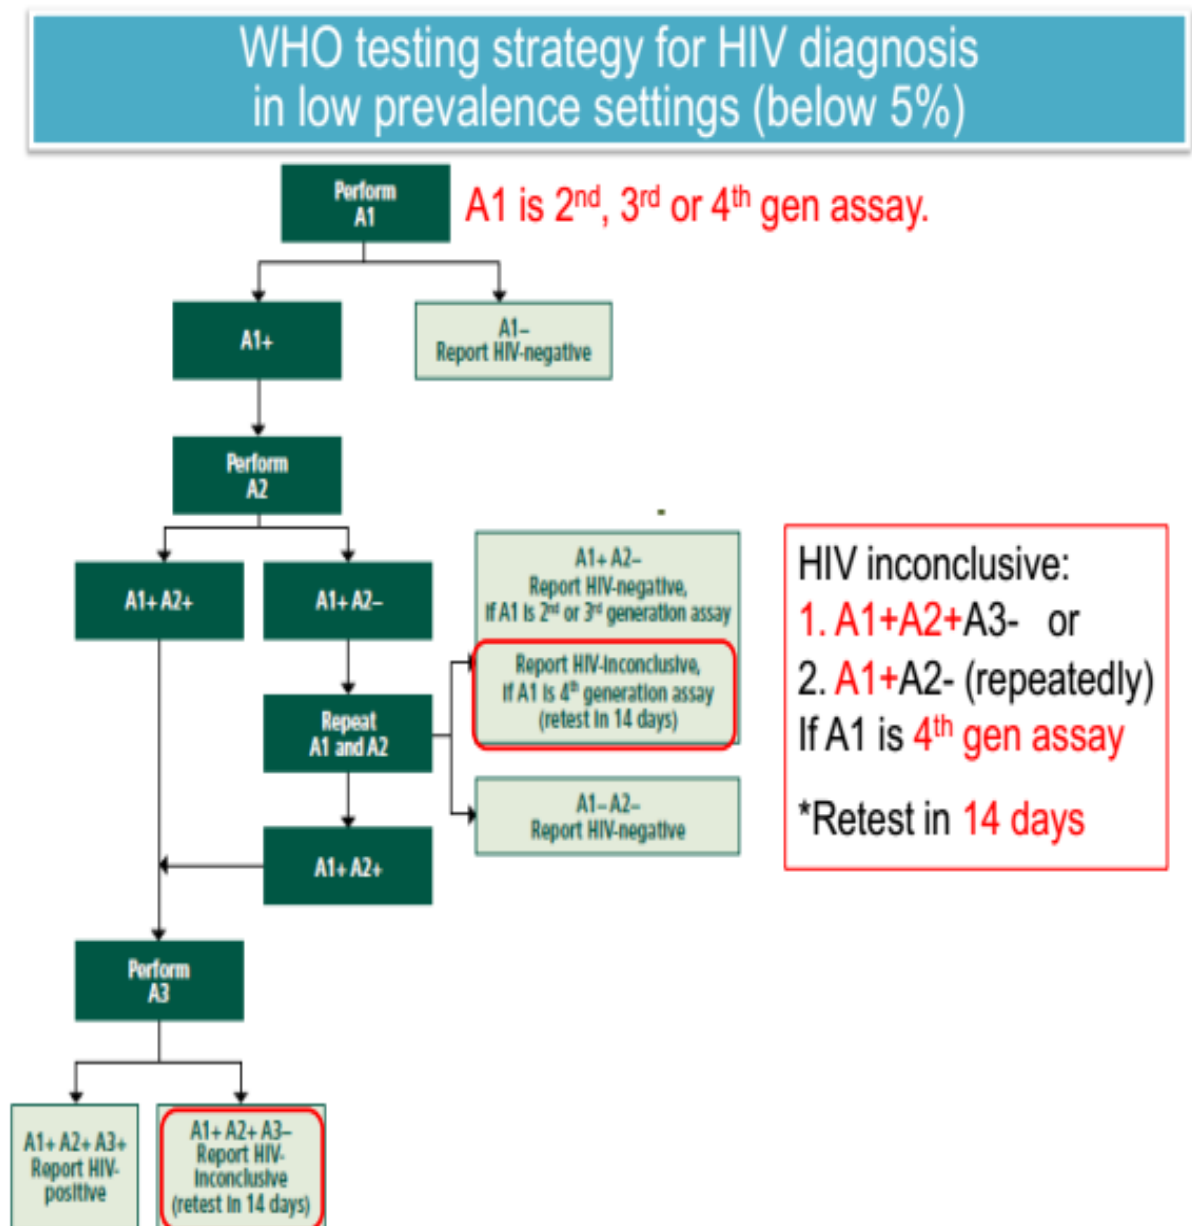 WHO testing strategy for HIV diagnosis
in low prevalence settings (below 5%)
Perform
A1
A1 is 2nd, 3rd or 4th gen assay.
A1+
A1–
Report HIV-negative
Perform
A2
A1+ A2+
A1+ A2–
A1+ A2–
Report HIV-negative,
If A1 is 2nd or 3rd generation assay
Report HIV-inconclusive,
If A1 is 4th generation assay
(retest in 14 days)
Repeat
A1 and A2
A1– A2–
Report HIV-negative
A1+ A2+
HIV inconclusive:
1. A1+A2+A3- or
2. A1+A2- (repeatedly)
If A1 is 4th gen assay
*Retest in 14 days
Perform
A3
A1+ A2+ A3+
Report HIV-
positive
A1+ A2+ A3–
Report HIV-
inconclusive
(retest in 14 days)